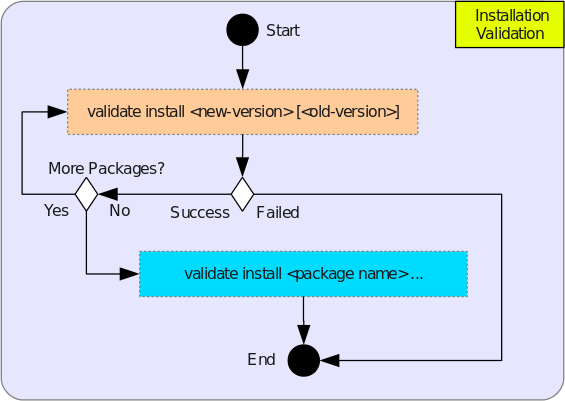 Installation
Validation
Start
validate install <new-version> [<old-version>]
More Packages?
Yes
No
Success
Failed
validate install <package name> ...
End